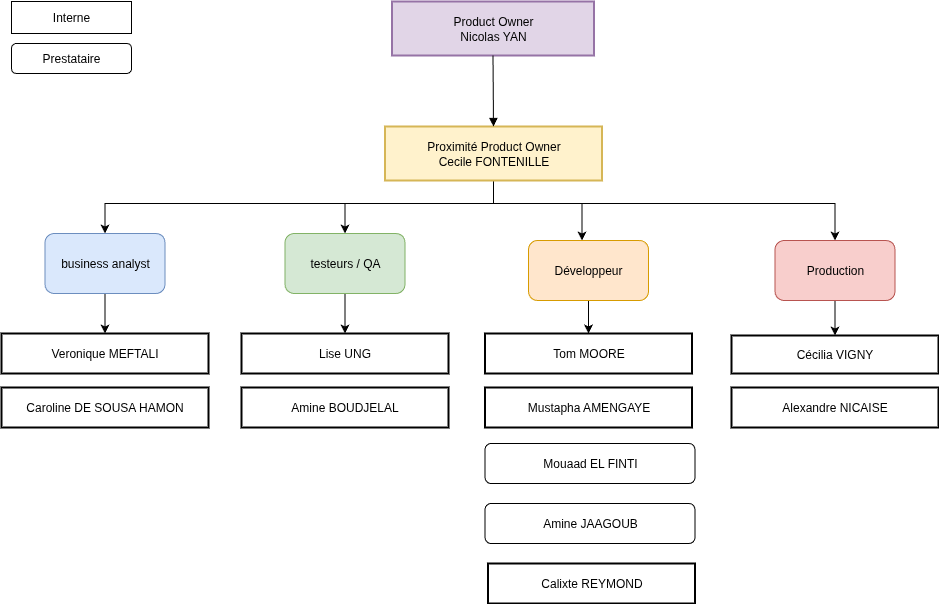 Interne
Prestataire
Product Owner
Nicolas YAN
Proximité Product Owner
Cecile FONTENILLE
business analyst
testeurs / QA
Développeur
Production
Veronique MEFTALI
Lise UNG
Tom MOORE
Cécilia VIGNY
Caroline DE SOUSA HAMON
Amine BOUDJELAL
Mustapha AMENGAYE
Alexandre NICAISE
Mouaad EL FINTI
Amine JAAGOUB
Calixte REYMOND